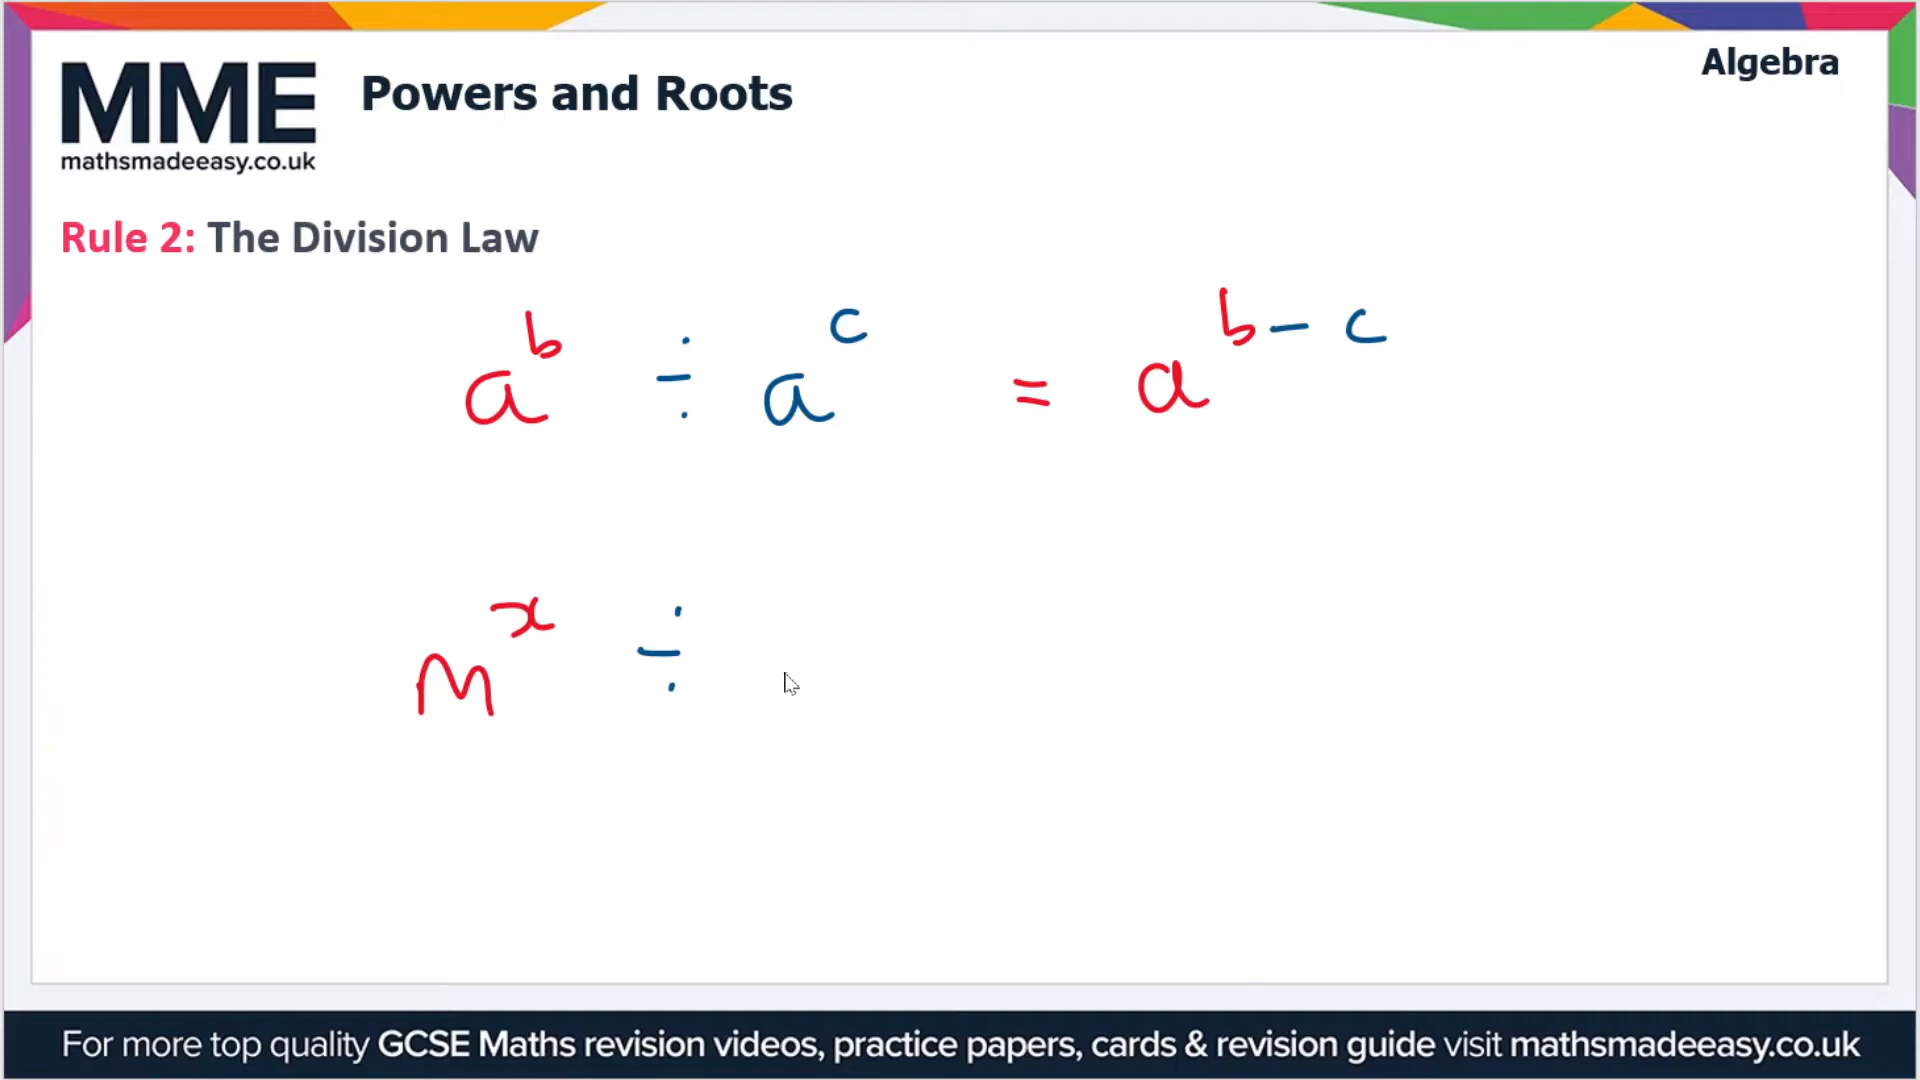 Algebra
MME Powers and Roots
mathsmadeeasy.co.uk
Rule 2: The Division Law
a^b ÷ a^c = a^{b-c}
m^x ÷
For more top quality GCSE Maths revision videos, practice papers, cards & revision guide visit mathsmadeeasy.co.uk